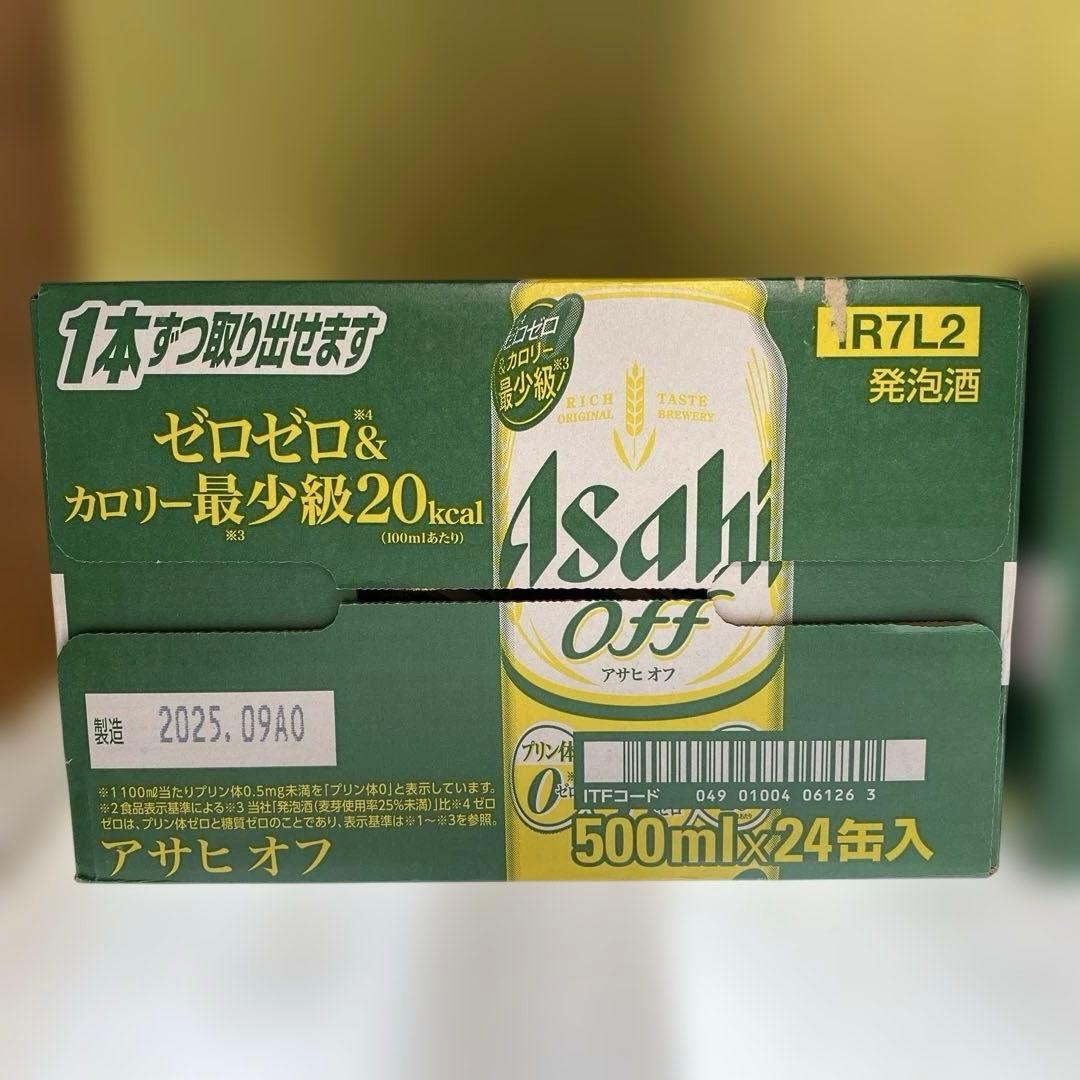 1本ずつ取り出せます
ゼロゼロ※4&
カロリー最少級20kcal
※3
(100mlあたり)
ゼロゼロ
&カロリー※3
最少級!
RICH TASTE
ORIGINAL BREWERY
Asahi
Off
アサヒ オフ
1R7L2
発泡酒
製造 2025.09A0
※1 100ml当たりプリン体0.5mg未満を「プリン体0」と表示しています。
※2 食品表示基準による※3 当社「発泡酒(麦芽使用率25%未満)」比※4 ゼロ
ゼロは、プリン体ゼロと糖質ゼロのことであり、表示基準は※1〜※3を参照。
アサヒ オフ
プリン体
0
ITFコード 049 01004 06126 3
500ml×24缶入